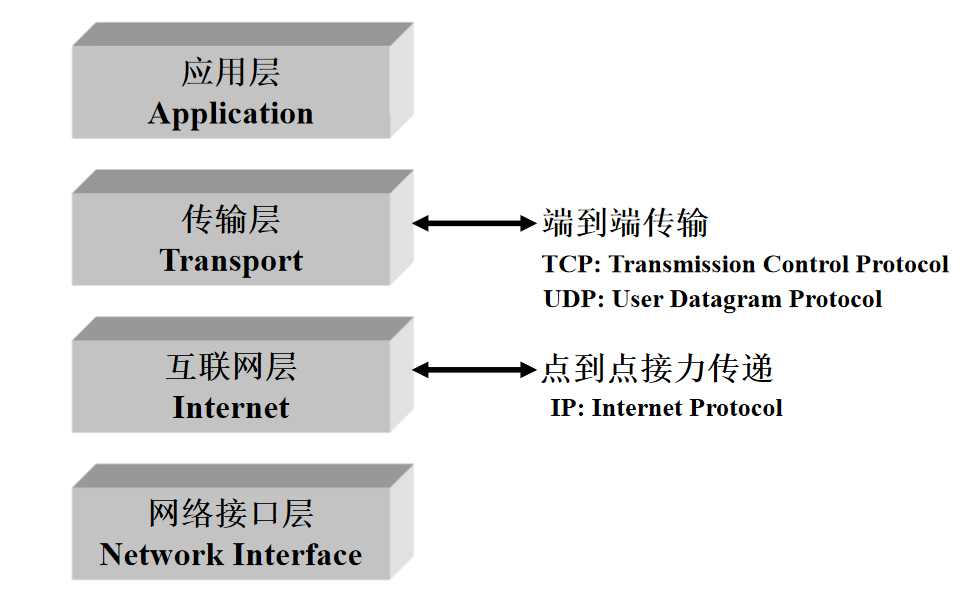 应用层
Application
传输层
Transport
端到端传输
TCP: Transmission Control Protocol
UDP: User Datagram Protocol
互联网层
Internet
点到点接力传递
IP: Internet Protocol
网络接口层
Network Interface